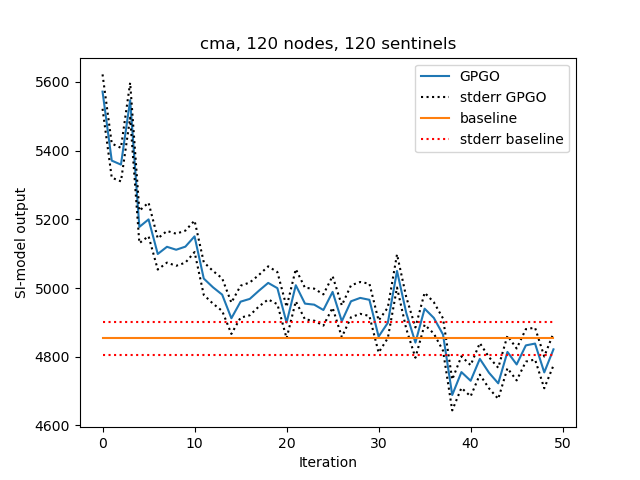 cma, 120 nodes, 120 sentinels
5600
5400
5200
5000
4800
4600
SI-model output
GPGO
stderr GPGO
baseline
stderr baseline
0 10 20 30 40 50
Iteration